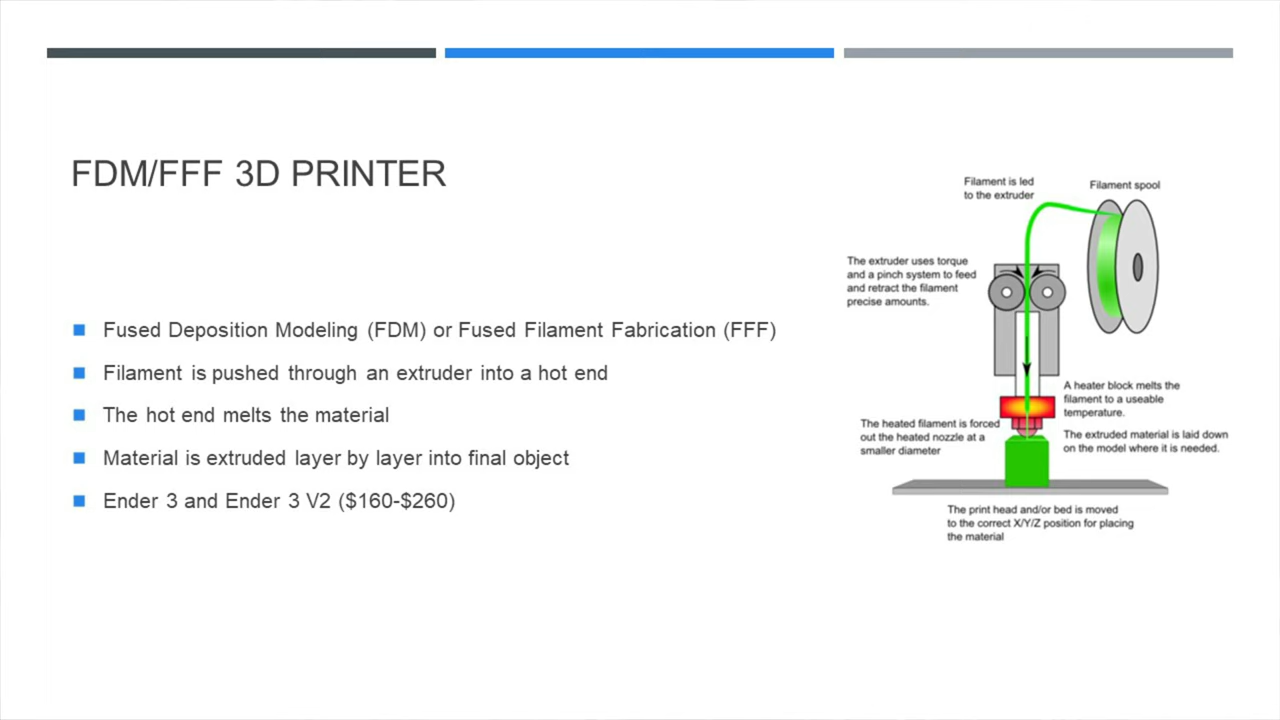 FDM/FFF 3D PRINTER
Fused Deposition Modeling (FDM) or Fused Filament Fabrication (FFF)
Filament is pushed through an extruder into a hot end
The hot end melts the material
Material is extruded layer by layer into final object
Ender 3 and Ender 3 V2 ($160-$260)
Filament is led
to the extruder
Filament spool
The extruder uses torque
and a pinch system to feed
and retract the filament
precise amounts.
A heater block melts the
filament to a useable
temperature.
The heated filament is forced
out the heated nozzle at a
smaller diameter
The extruded material is laid down
on the model where it is needed.
The print head and/or bed is moved
to the correct X/Y/Z position for placing
the material